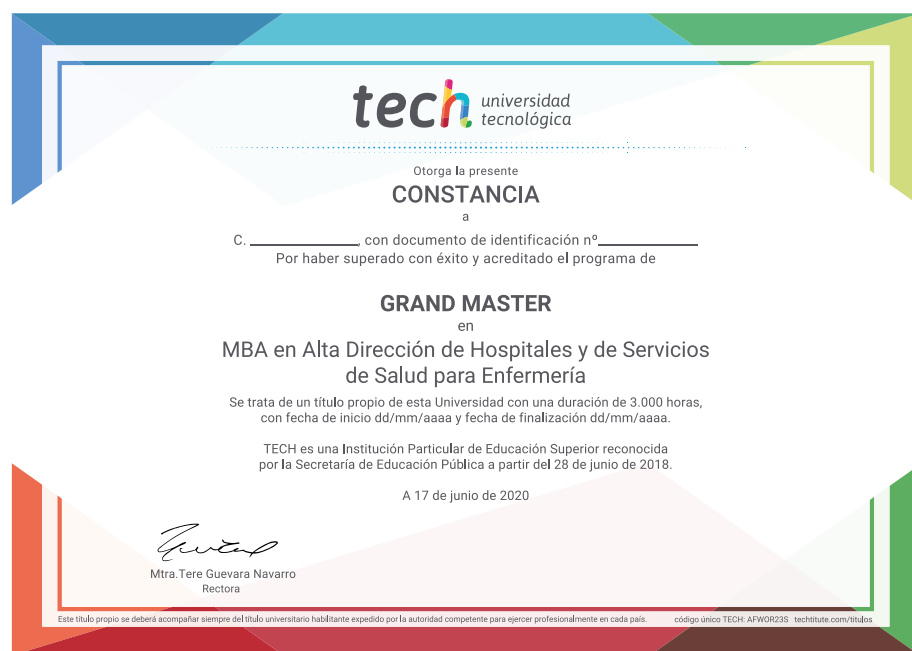 tech universidad
tecnológica
Otorga la presente
CONSTANCIA
a
C. ____________, con documento de identificación nº____________
Por haber superado con éxito y acreditado el programa de
GRAND MASTER
en
MBA en Alta Dirección de Hospitales y de Servicios
de Salud para Enfermería
Se trata de un título propio de esta Universidad con una duración de 3.000 horas,
con fecha de inicio dd/mm/aaaa y fecha de finalización dd/mm/aaaa.
TECH es una Institución Particular de Educación Superior reconocida
por la Secretaría de Educación Pública a partir del 28 de junio de 2018.
A 17 de junio de 2020
Mtra.Tere Guevara Navarro
Rectora
Este título propio se deberá acompañar siempre del título universitario habilitante expedido por la autoridad competente para ejercer profesionalmente en cada país. código único TECH: AFWOR23S techtitute.com/titulos